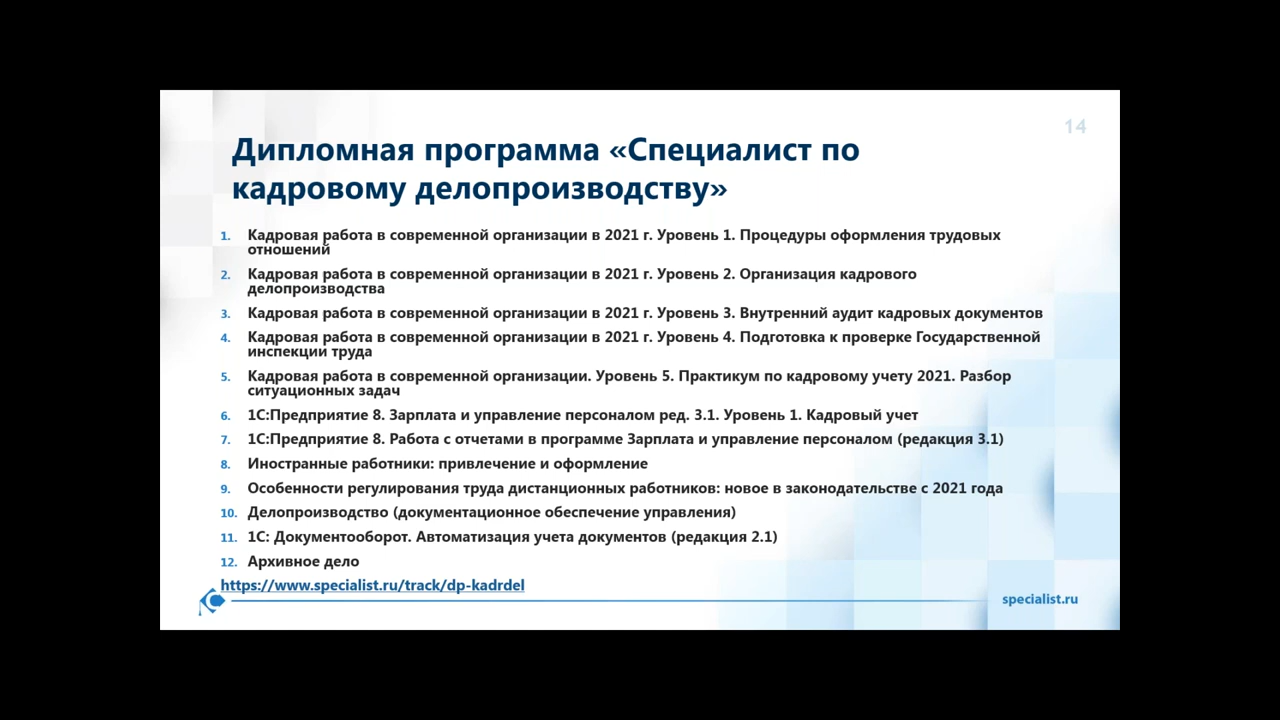 14
Дипломная программа «Специалист по
кадровому делопроизводству»
1. Кадровая работа в современной организации в 2021 г. Уровень 1. Процедуры оформления трудовых
отношений
2. Кадровая работа в современной организации в 2021 г. Уровень 2. Организация кадрового
делопроизводства
3. Кадровая работа в современной организации в 2021 г. Уровень 3. Внутренний аудит кадровых документов
4. Кадровая работа в современной организации в 2021 г. Уровень 4. Подготовка к проверке Государственной
инспекции труда
5. Кадровая работа в современной организации. Уровень 5. Практикум по кадровому учету 2021. Разбор
ситуационных задач
6. 1С:Предприятие 8. Зарплата и управление персоналом ред. 3.1. Уровень 1. Кадровый учет
7. 1С:Предприятие 8. Работа с отчетами в программе Зарплата и управление персоналом (редакция 3.1)
8. Иностранные работники: привлечение и оформление
9. Особенности регулирования труда дистанционных работников: новое в законодательстве с 2021 года
10. Делопроизводство (документационное обеспечение управления)
11. 1С: Документооборот. Автоматизация учета документов (редакция 2.1)
12. Архивное дело
https://www.specialist.ru/track/dp-kadrdel
specialist.ru